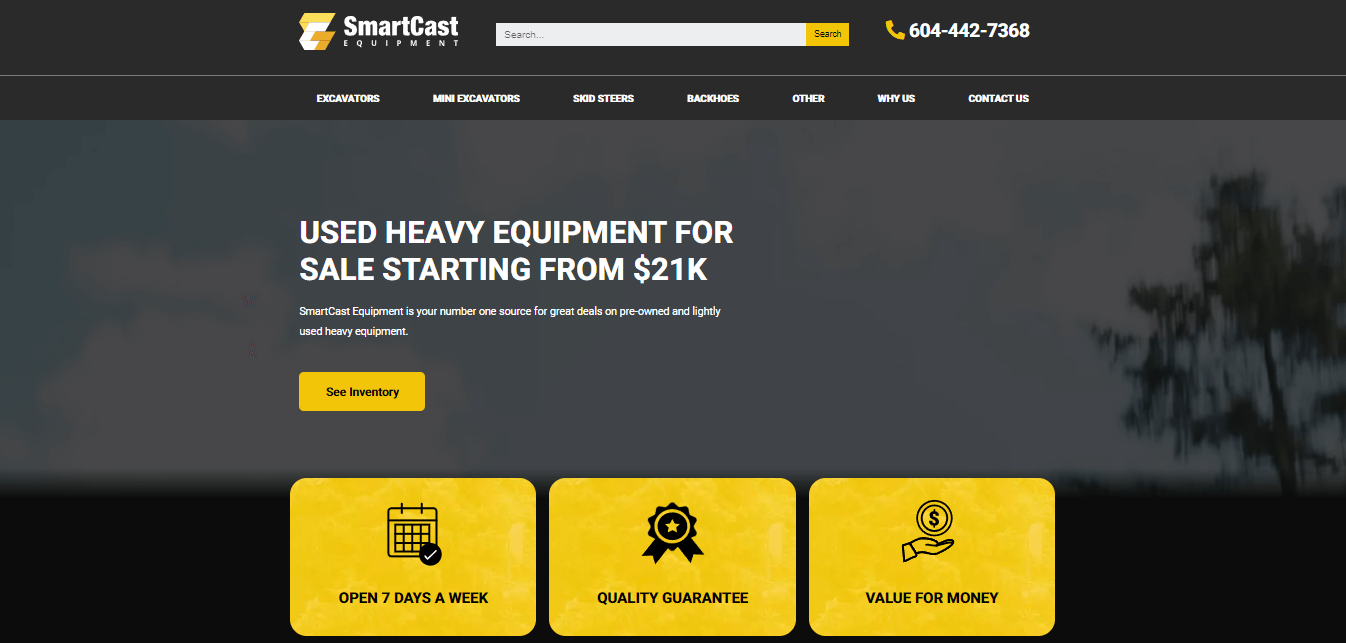 SmartCast
EQUIPMENT
Search...
Search
604-442-7368
EXCAVATORS
MINI EXCAVATORS
SKID STEERS
BACKHOES
OTHER
WHY US
CONTACT US
USED HEAVY EQUIPMENT FOR
SALE STARTING FROM $21K
SmartCast Equipment is your number one source for great deals on pre-owned and lightly
used heavy equipment.
See Inventory
$
OPEN 7 DAYS A WEEK
QUALITY GUARANTEE
VALUE FOR MONEY